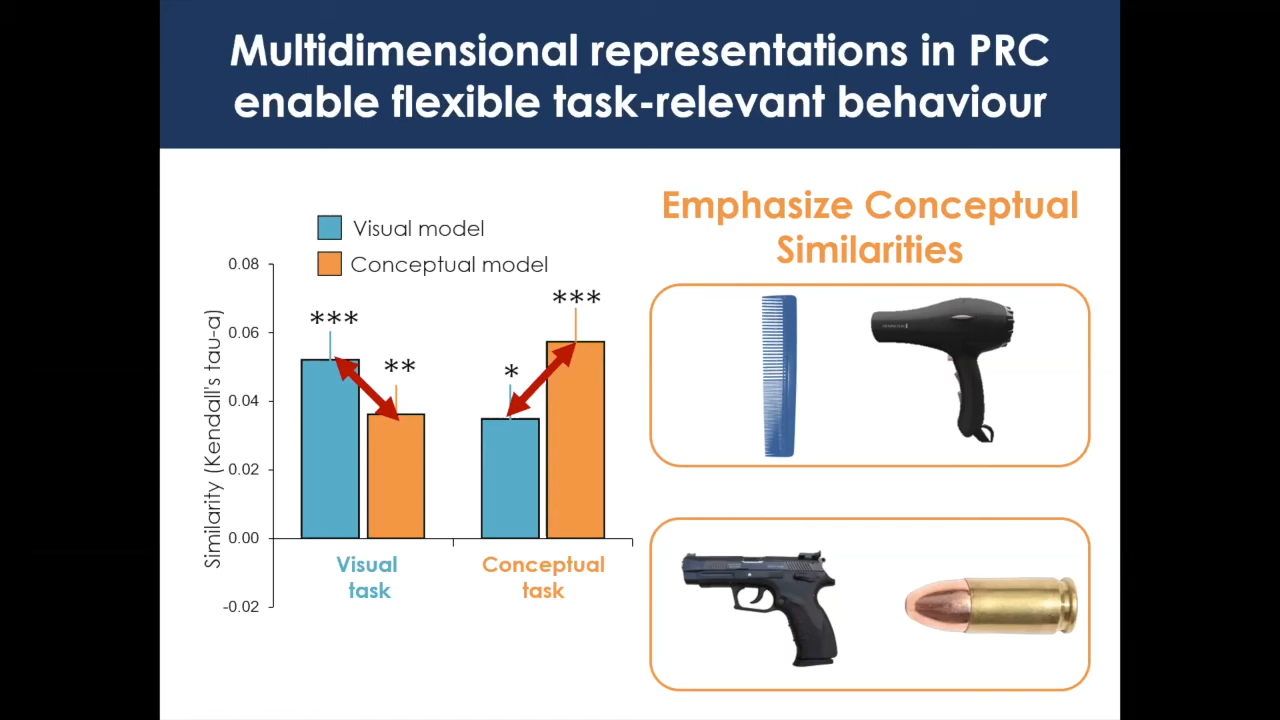 Multidimensional representations in PRC
enable flexible task-relevant behaviour
Emphasize Conceptual
Similarities
Visual model
Conceptual model
Similarity (Kendall's tau-a)
0.08
0.06
0.04
0.02
0.00
-0.02
***
**
*
***
Visual
task
Conceptual
task